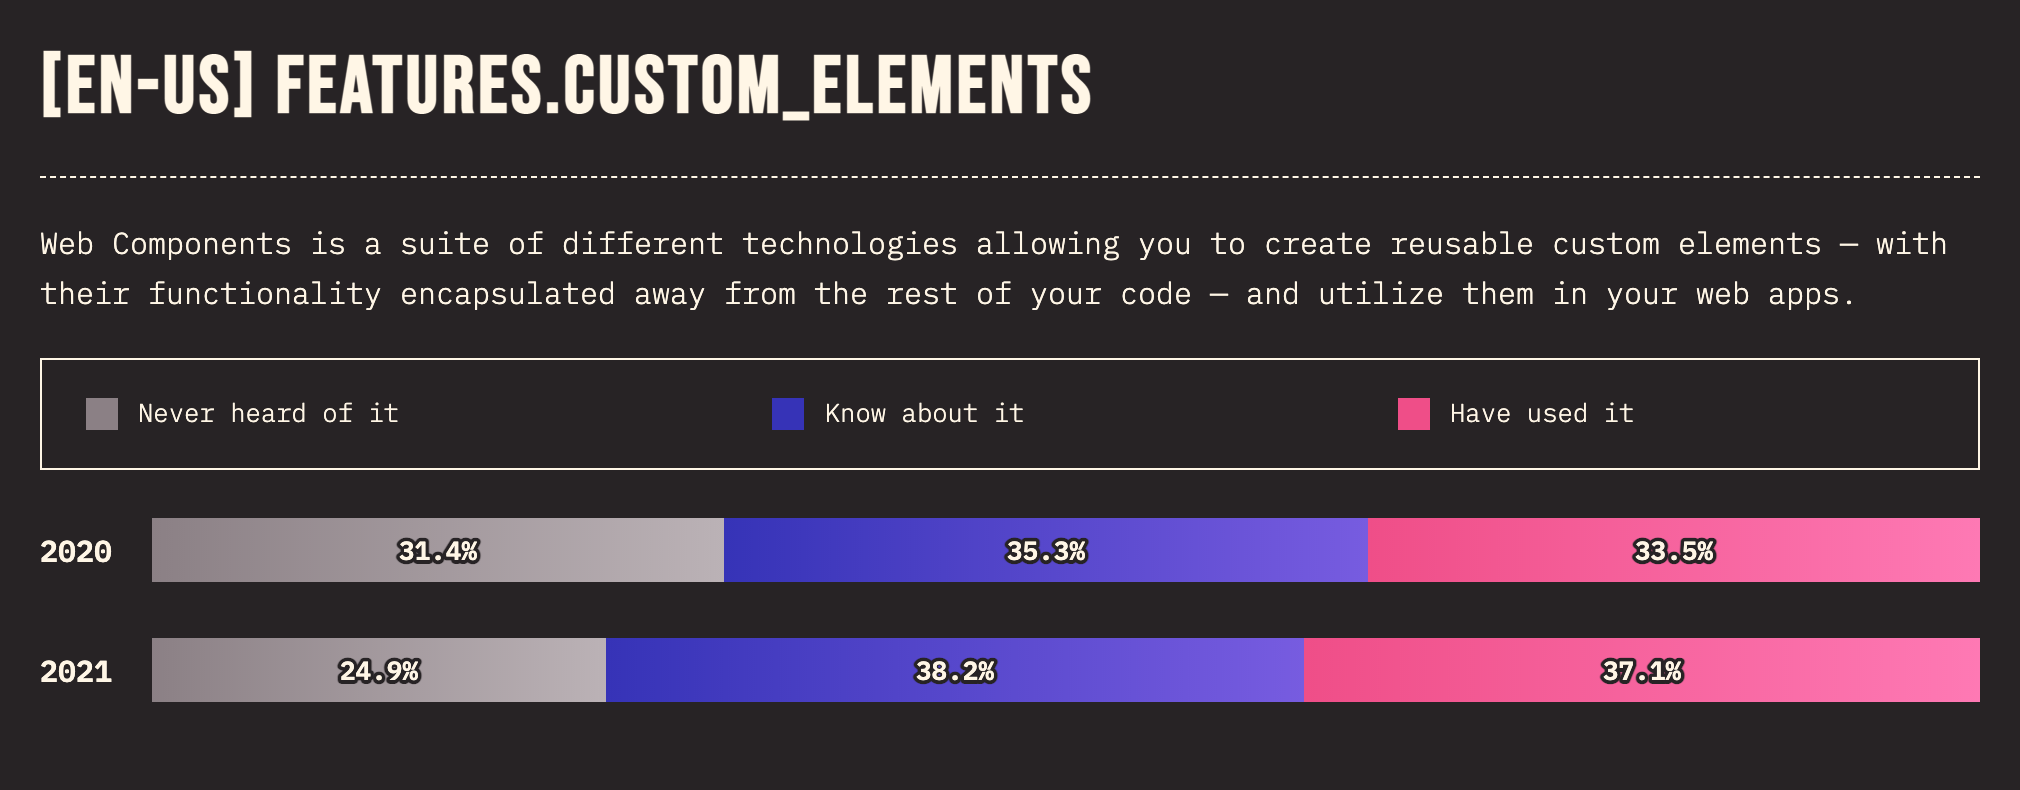 [EN-US] FEATURES.CUSTOM_ELEMENTS
Web Components is a suite of different technologies allowing you to create reusable custom elements — with
their functionality encapsulated away from the rest of your code — and utilize them in your web apps.
Never heard of it Know about it Have used it
2020 31.4% 35.3% 33.5%
2021 24.9% 38.2% 37.1%